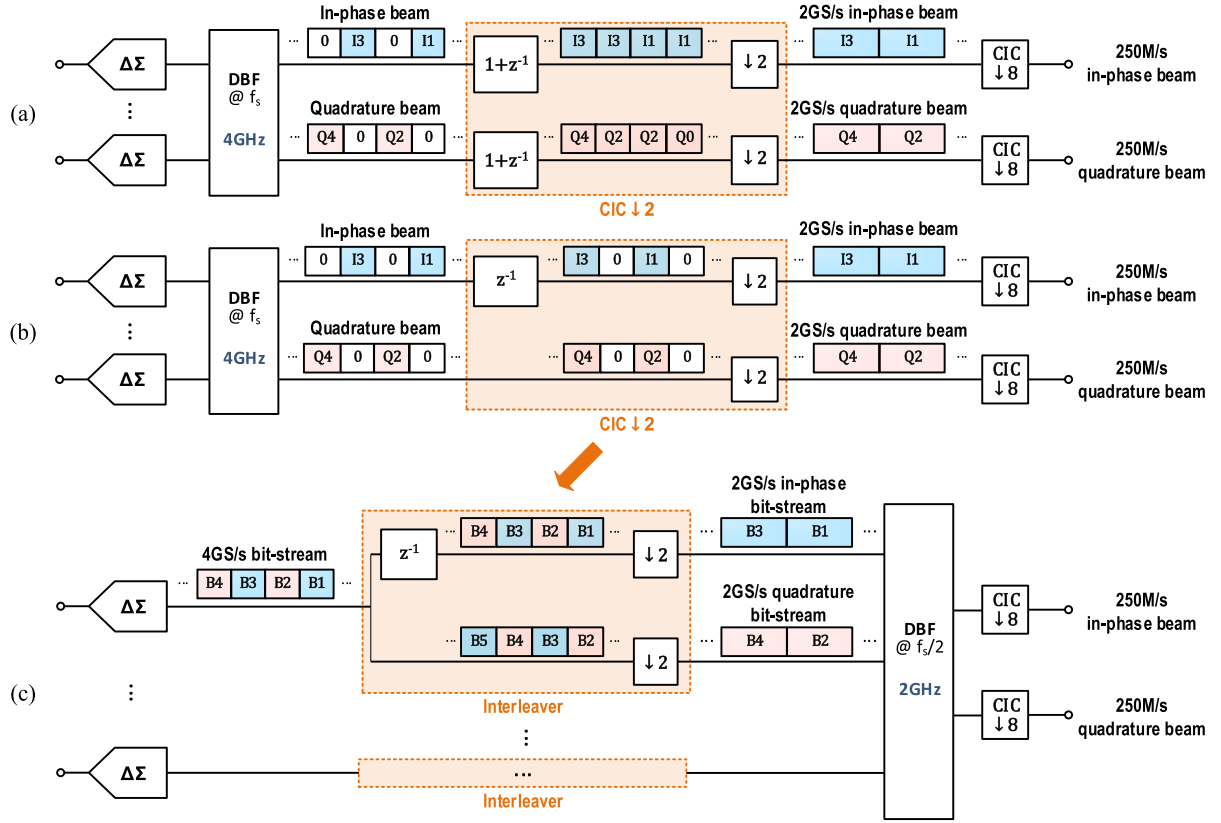 In-phase beam
2GS/s in-phase beam
... 0 I3 0 I1 ...
... I3 I3 I1 I1 ...
... I3 I1 ...
ΔΣ
1+z⁻¹
↓2
CIC ↓8
250M/s in-phase beam
(a)
⋮
DBF
@ fs
4GHz
Quadrature beam
2GS/s quadrature beam
... Q4 0 Q2 0 ...
... Q4 Q2 Q2 Q0 ...
... Q4 Q2 ...
ΔΣ
1+z⁻¹
↓2
CIC ↓8
250M/s quadrature beam
CIC ↓ 2
In-phase beam
2GS/s in-phase beam
... 0 I3 0 I1 ...
... I3 0 I1 0 ...
... I3 I1 ...
ΔΣ
z⁻¹
↓2
CIC ↓8
250M/s in-phase beam
(b)
⋮
DBF
@ fs
4GHz
Quadrature beam
2GS/s quadrature beam
... Q4 0 Q2 0 ...
... Q4 0 Q2 0 ...
... Q4 Q2 ...
ΔΣ
↓2
CIC ↓8
250M/s quadrature beam
CIC ↓ 2
2GS/s in-phase bit-stream
... B4 B3 B2 B1 ...
... B3 B1 ...
z⁻¹
↓2
4GS/s bit-stream
... B4 B3 B2 B1 ...
ΔΣ
2GS/s quadrature bit-stream
... B5 B4 B3 B2 ...
... B4 B2 ...
↓2
DBF
@ fs/2
2GHz
CIC ↓8
250M/s in-phase beam
(c)
⋮
Interleaver
⋮
CIC ↓8
250M/s quadrature beam
ΔΣ
...
Interleaver